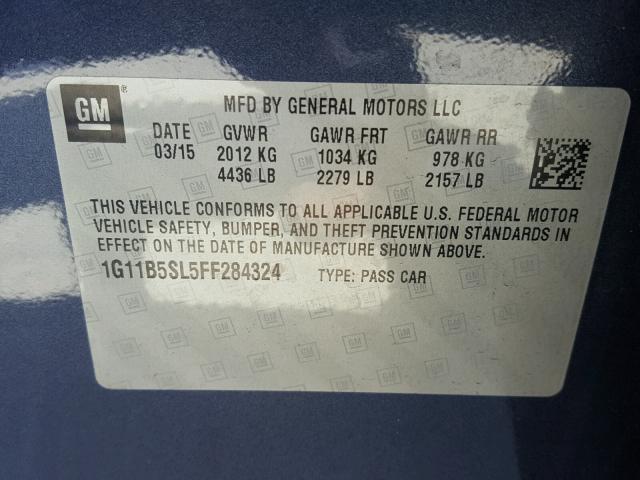 GM ®
MFD BY GENERAL MOTORS LLC
DATE GVWR GAWR FRT GAWR RR
03/15 2012 KG 1034 KG 978 KG
4436 LB 2279 LB 2157 LB
THIS VEHICLE CONFORMS TO ALL APPLICABLE U.S. FEDERAL MOTOR
VEHICLE SAFETY, BUMPER, AND THEFT PREVENTION STANDARDS IN
EFFECT ON THE DATE OF MANUFACTURE SHOWN ABOVE.
1G11B5SL5FF284324 TYPE: PASS CAR